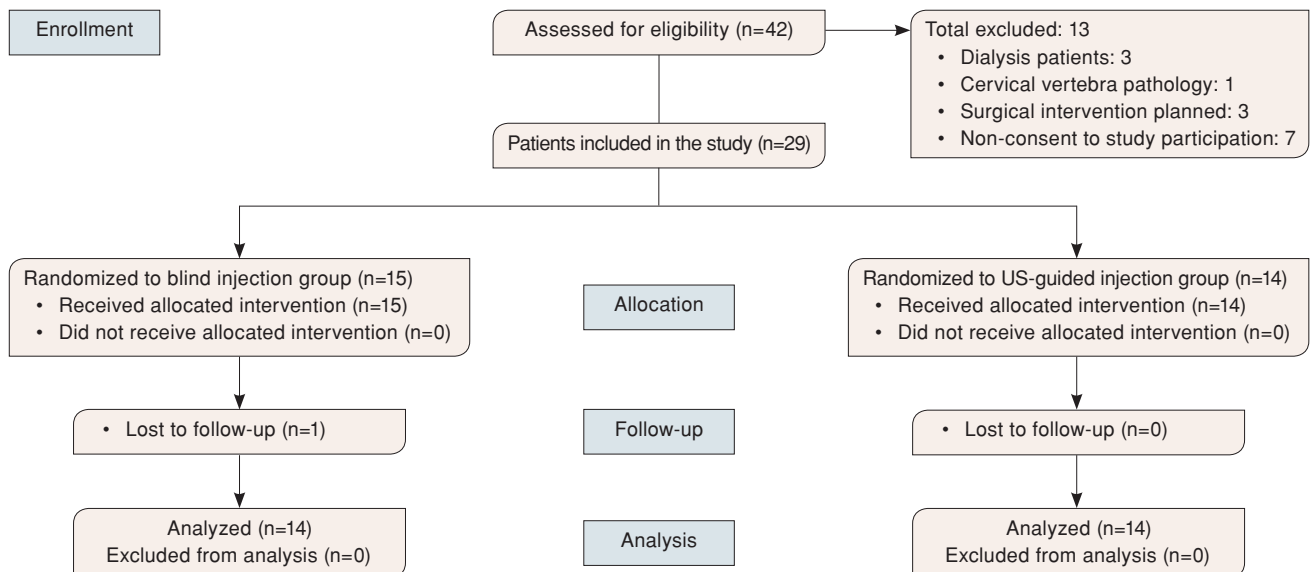 Enrollment
Assessed for eligibility (n=42)
Total excluded: 13
• Dialysis patients: 3
• Cervical vertebra pathology: 1
• Surgical intervention planned: 3
• Non-consent to study participation: 7
Patients included in the study (n=29)
Randomized to blind injection group (n=15)
• Received allocated intervention (n=15)
• Did not receive allocated intervention (n=0)
Allocation
Randomized to US-guided injection group (n=14)
• Received allocated intervention (n=14)
• Did not receive allocated intervention (n=0)
• Lost to follow-up (n=1)
Follow-up
• Lost to follow-up (n=0)
Analyzed (n=14)
Excluded from analysis (n=0)
Analysis
Analyzed (n=14)
Excluded from analysis (n=0)